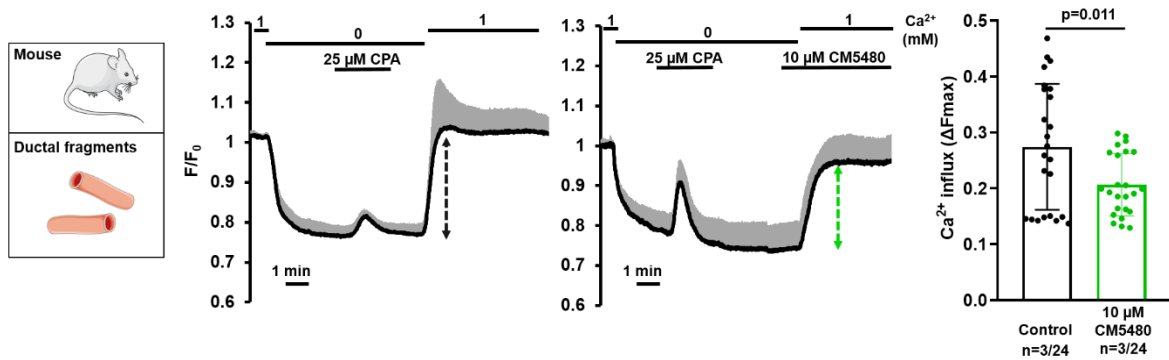 Mouse
Ductal fragments
F/F0
1.3
1.2
1.1
1
0.9
0.8
0.7
0.6
1
0
1
25 µM CPA
1 min
1.3
1.2
1.1
1.0
0.9
0.8
0.7
0.6
1
0
1
Ca²⁺
(mM)
25 µM CPA
10 µM CM5480
1 min
Ca²⁺ influx (ΔFmax)
0.5
0.4
0.3
0.2
0.1
0.0
p=0.011
Control
n=3/24
10 µM
CM5480
n=3/24